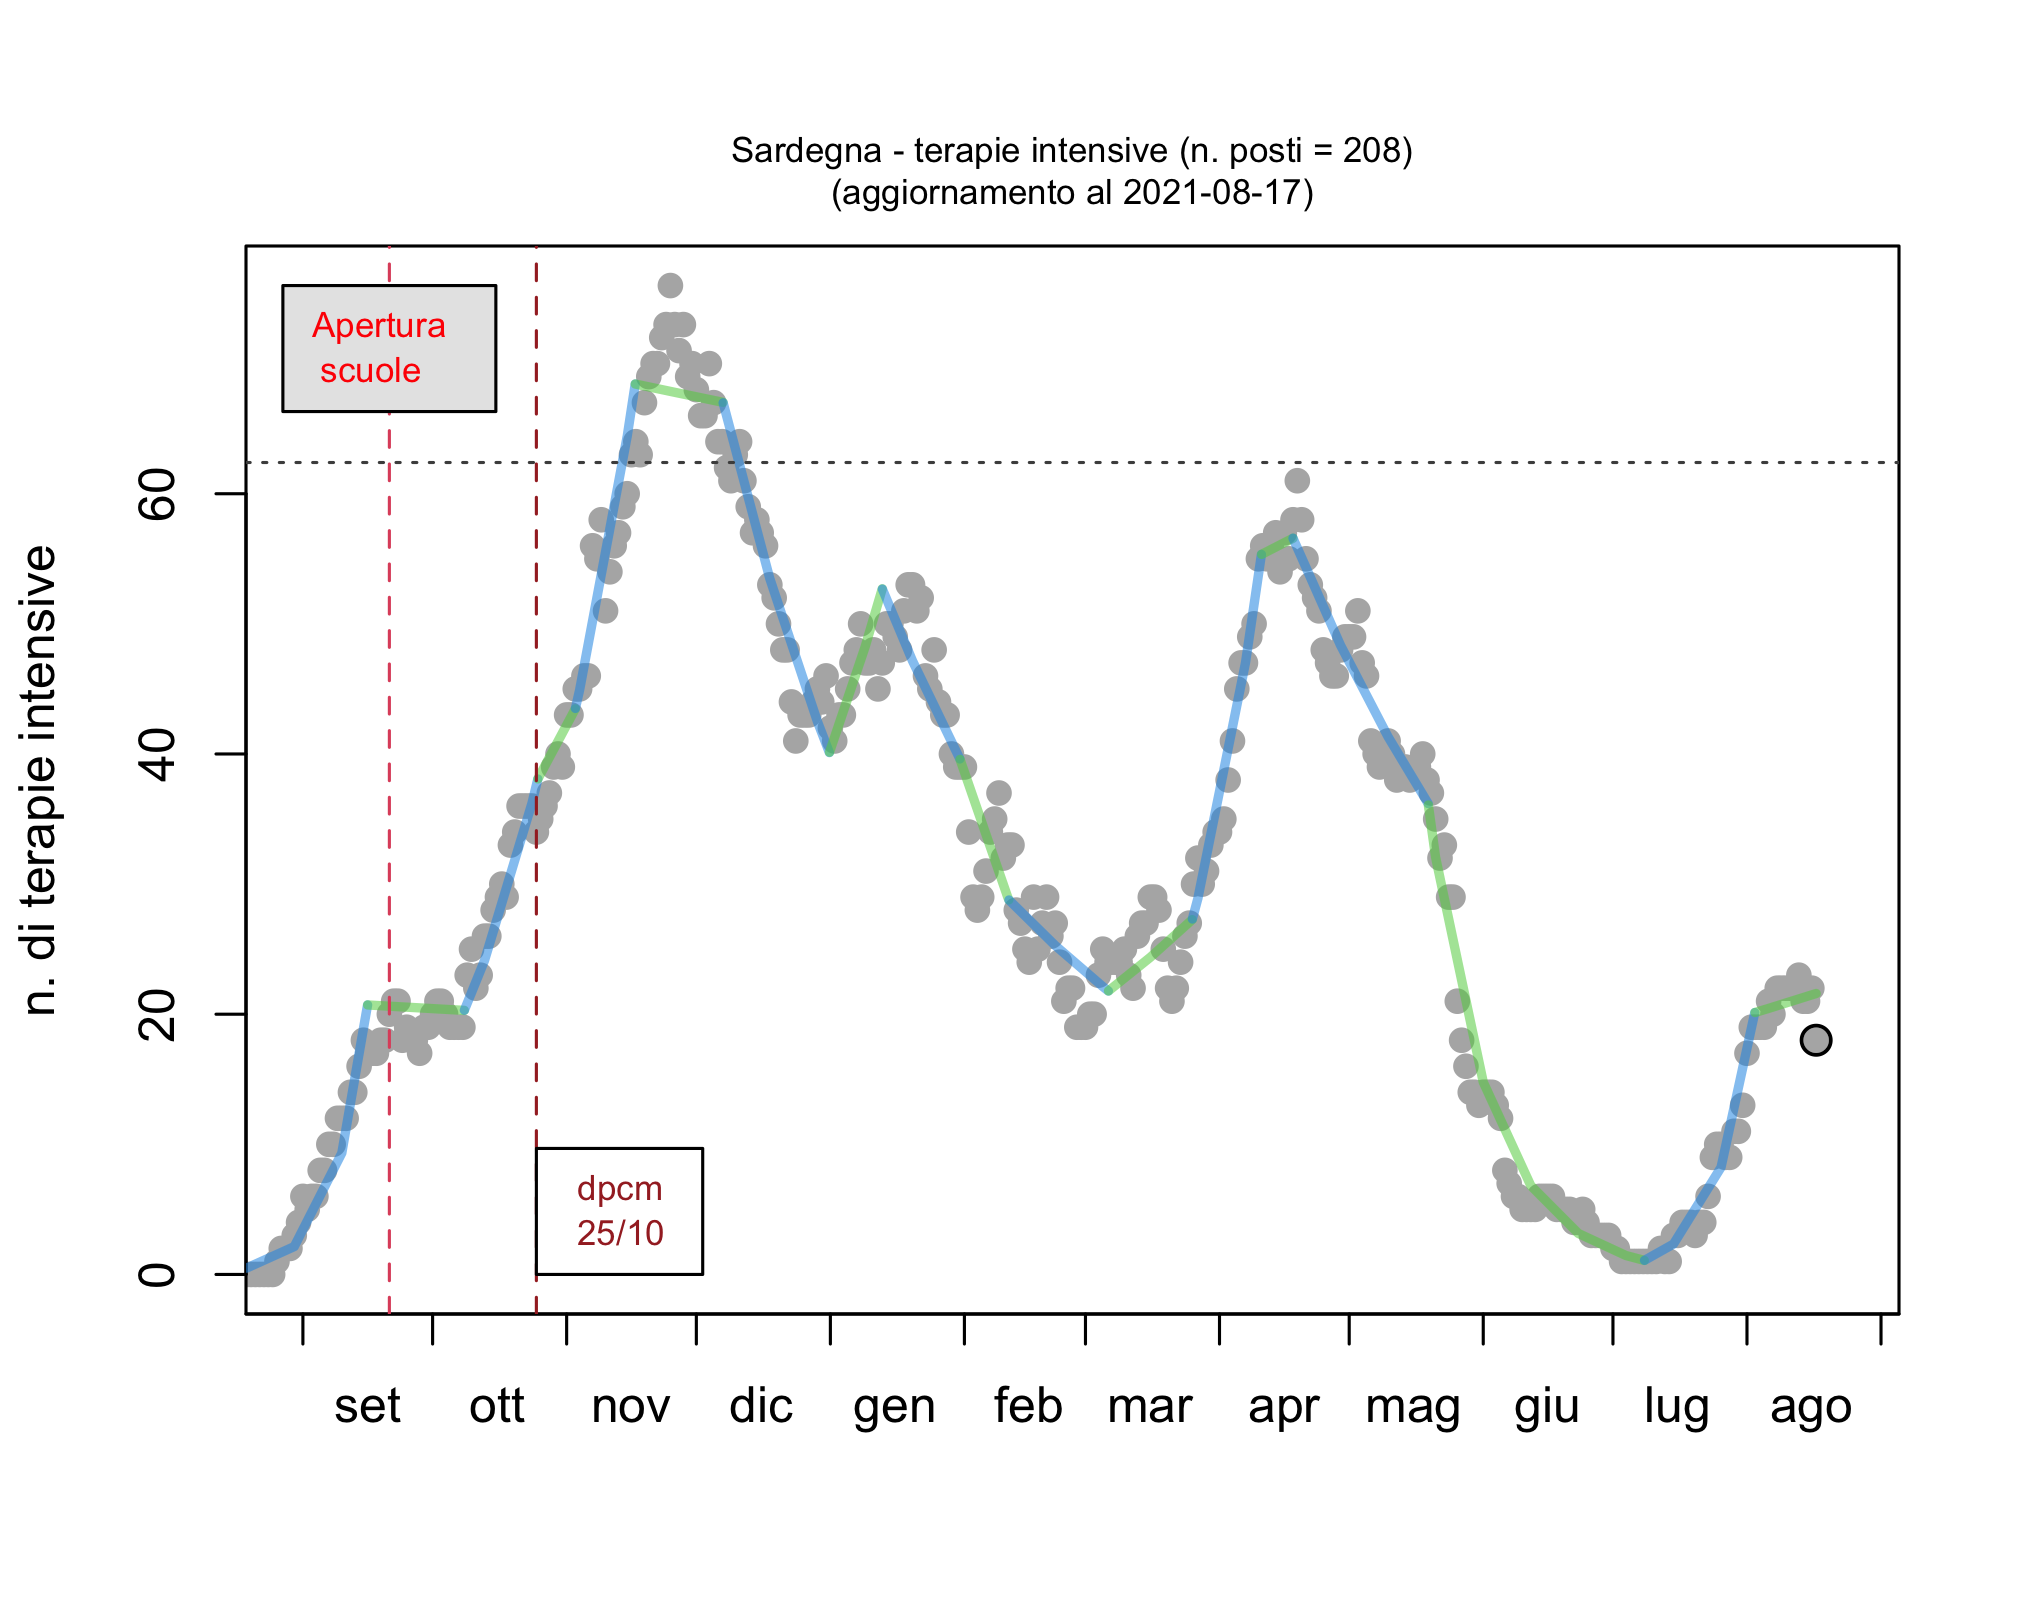 Sardegna - terapie intensive (n. posti = 208)
(aggiornamento al 2021-08-17)
Apertura
scuole
n. di terapie intensive
60
40
20
0
dpcm
25/10
set ott nov dic gen feb mar apr mag giu lug ago